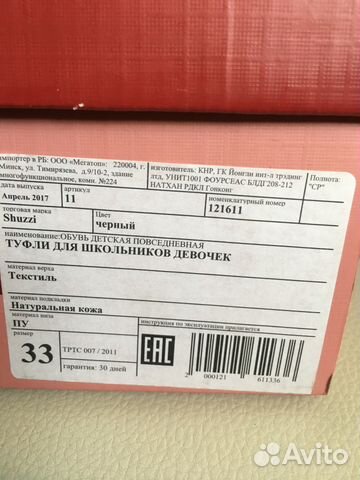 импортер в РБ: ООО «Мегатоп» 220004, г.
Минск, ул. Тимирязева, д.9/10-2, здание
многофункциональное, комн. №224
изготовитель: КНР, ГК Йонгли инт-л трэдинг
лтд, УНИТ1001 ФОУРСЕАС БЛДГ208-212
НАТХАН РДКЛ Гонконг
Полнота:
"СР"
дата выпуска
Апрель 2017
артикул
11
номенклатурный номер
121611
торговая марка
Shuzzi
Цвет
черный
наименование:ОБУВЬ ДЕТСКАЯ ПОВСЕДНЕВНАЯ
ТУФЛИ ДЛЯ ШКОЛЬНИКОВ ДЕВОЧЕК
материал верха
Текстиль
материал подкладки
Натуральная кожа
материал низа
ПУ
инструкция по эксплуатации прилагается
размер
33
ТРТС 007 / 2011
гарантия: 30 дней
ЕАС
2 000121 611336
Avito